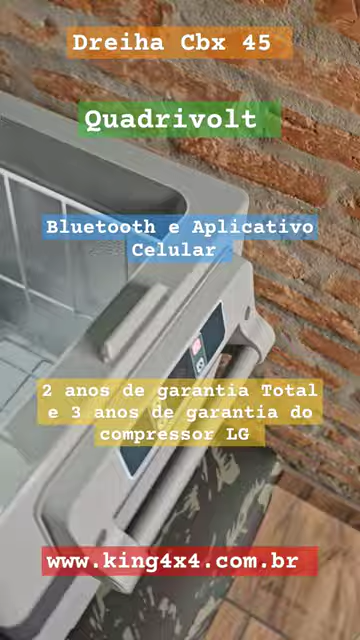 Dreiha Cbx 45
Quadrivolt
Bluetooth e Aplicativo
Celular
2 anos de garantia Total
e 3 anos de garantia do
compressor LG
www.king4x4.com.br